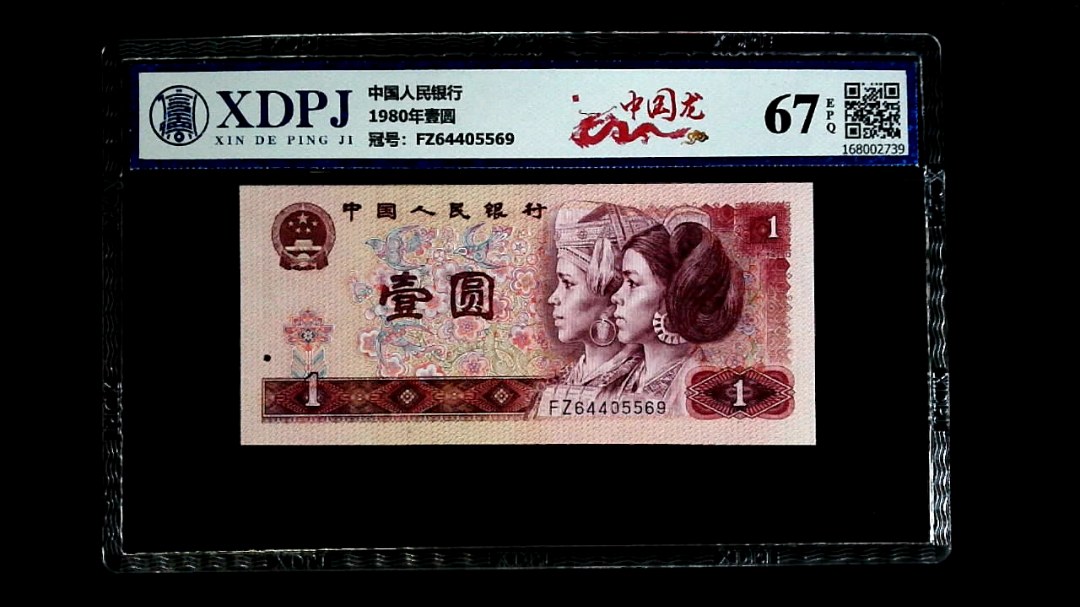 XDPJ
XIN DE PING JI
中国人民银行
1980年壹圆
冠号：FZ64405569
中国龙
67
EPQ
168002739
中国人民银行
壹圆
1
1
1
FZ64405569